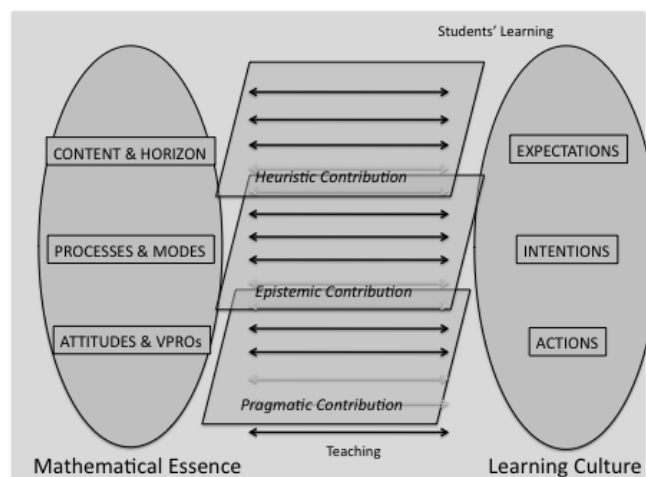 Students' Learning
CONTENT & HORIZON
EXPECTATIONS
Heuristic Contribution
PROCESSES & MODES
INTENTIONS
Epistemic Contribution
ATTITUDES & VPROs
ACTIONS
Pragmatic Contribution
Teaching
Mathematical Essence
Learning Culture